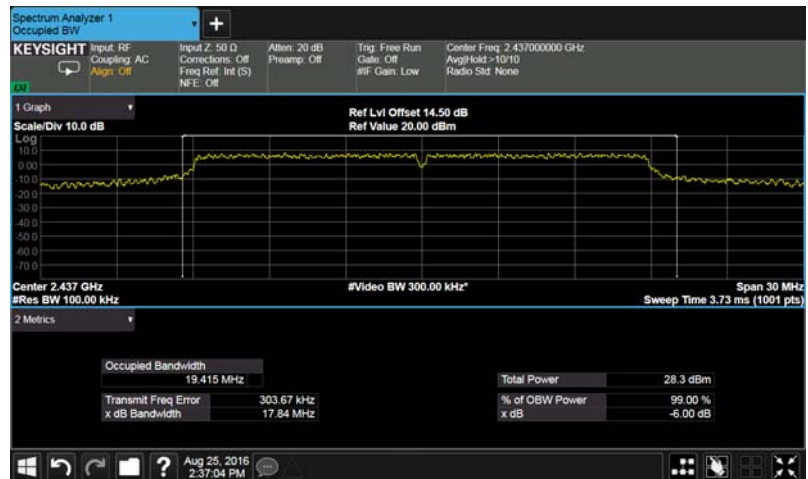 Spectrum Analyzer 1
Occupied BW
+
KEYSIGHT
Input: RF
Coupling: AC
Align: Off
Input Z: 50 Ω
Corrections: Off
Freq Ref: Int (S)
NFE: Off
Atten: 20 dB
Preamp: Off
Trig: Free Run
Gate: Off
#IF Gain: Low
Center Freq: 2.437000000 GHz
Avg|Hold:>10/10
Radio Std: None
LXI
1 Graph
Scale/Div 10.0 dB
Ref Lvl Offset 14.50 dB
Ref Value 20.00 dBm
Log
10.0
0.00
-10.0
-20.0
-30.0
-40.0
-50.0
-60.0
-70.0
Center 2.437 GHz
#Res BW 100.00 kHz
#Video BW 300.00 kHz*
Span 30 MHz
Sweep Time 3.73 ms (1001 pts)
2 Metrics
Occupied Bandwidth
19.415 MHz
Transmit Freq Error 303.67 kHz
x dB Bandwidth 17.84 MHz
Total Power 28.3 dBm
% of OBW Power 99.00 %
x dB -6.00 dB
?
Aug 25, 2016
2:37:04 PM